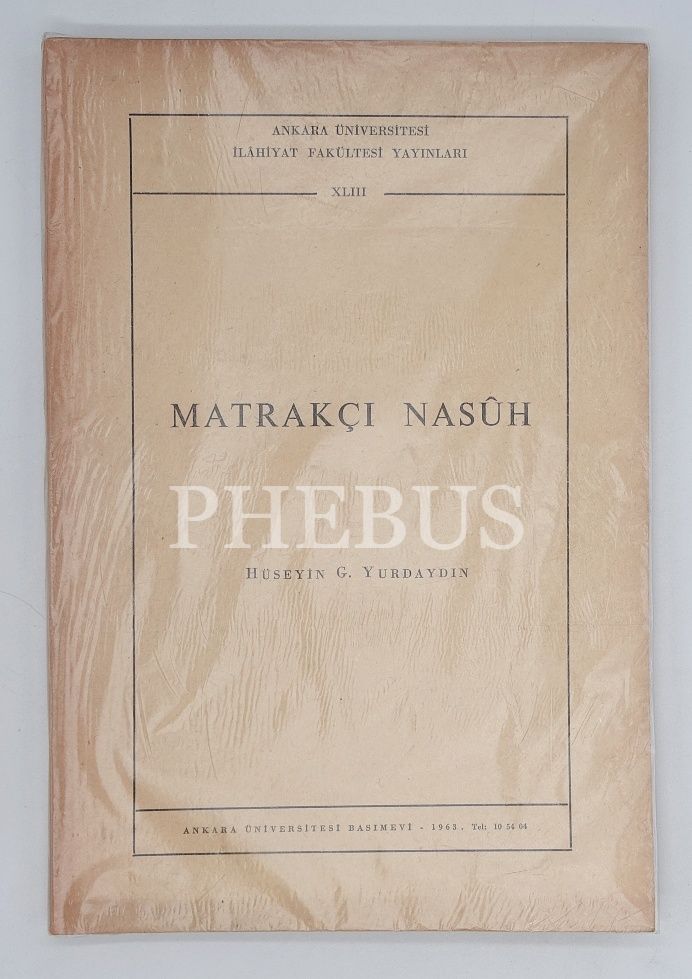 ANKARA ÜNİVERSİTESİ
İLÂHİYAT FAKÜLTESİ YAYINLARI
XLIII
MATRAKÇI NASÛH
PHEBUS
HÜSEYİN G. YURDAYDIN
ANKARA ÜNİVERSİTESİ BASIMEVİ - 1963. Tel: 10 54 04